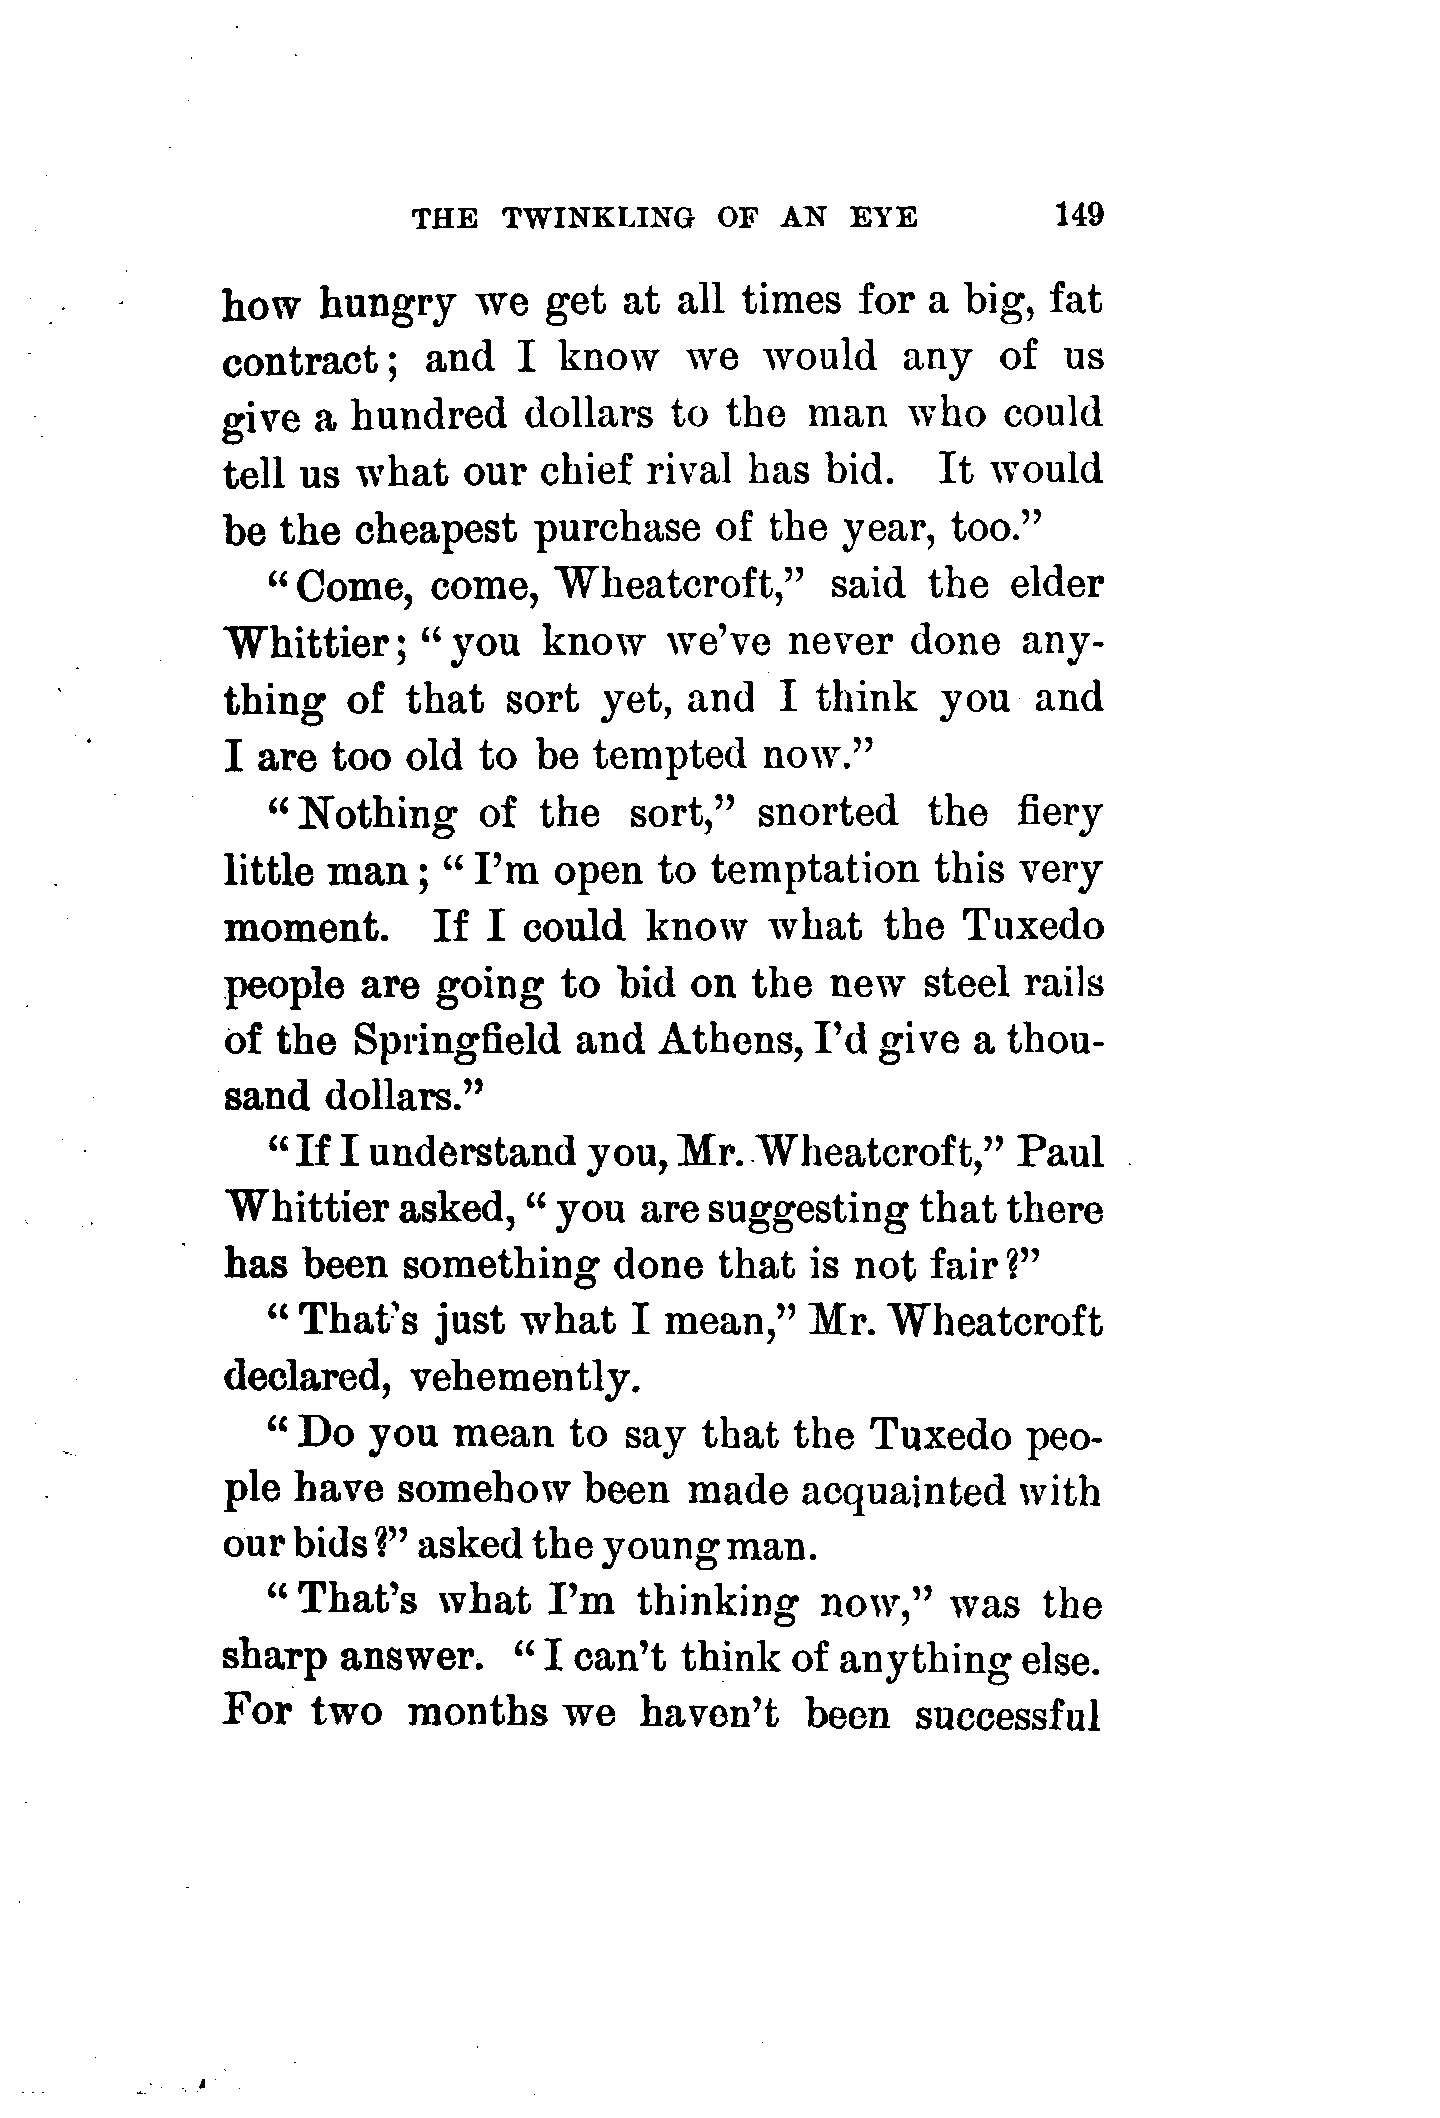 THE TWINKLING OF AN EYE 149
how hungry we get at all times for a big, fat
contract; and I know we would any of us
give a hundred dollars to the man who could
tell us what our chief rival has bid. It would
be the cheapest purchase of the year, too.”
“Come, come, Wheatcroft,” said the elder
Whittier; “you know we’ve never done any-
thing of that sort yet, and I think you and
I are too old to be tempted now.”
“Nothing of the sort,” snorted the fiery
little man; “I’m open to temptation this very
moment. If I could know what the Tuxedo
people are going to bid on the new steel rails
of the Springfield and Athens, I’d give a thou-
sand dollars.”
“If I understand you, Mr. Wheatcroft,” Paul
Whittier asked, “you are suggesting that there
has been something done that is not fair?”
“That’s just what I mean,” Mr. Wheatcroft
declared, vehemently.
“Do you mean to say that the Tuxedo peo-
ple have somehow been made acquainted with
our bids?” asked the young man.
“That’s what I’m thinking now,” was the
sharp answer. “I can’t think of anything else.
For two months we haven’t been successful